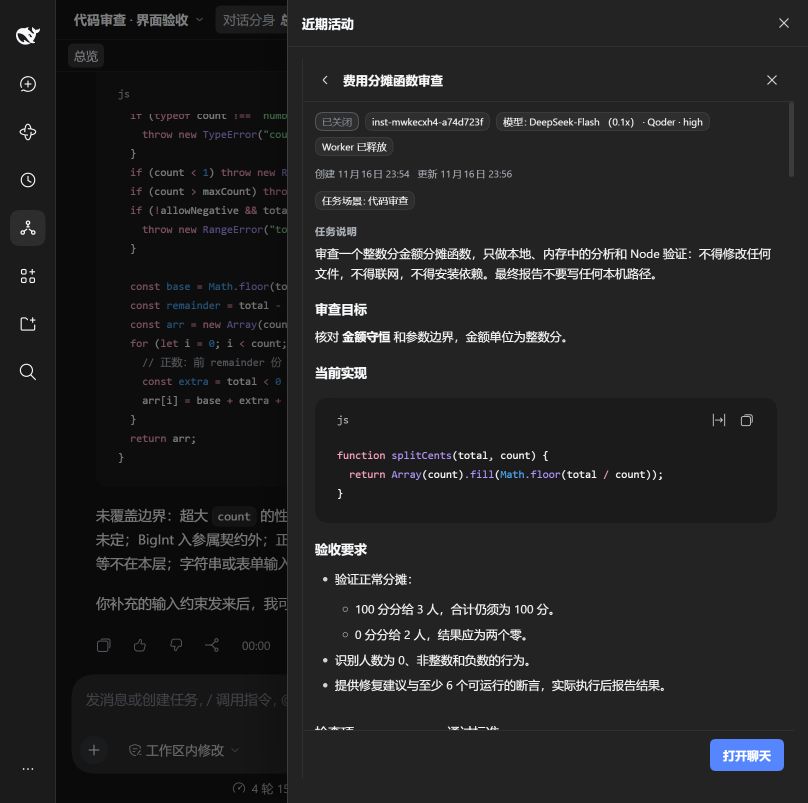 代码审查 · 界面验收
对话分身 总
总览
js
if (typeof count !== "numb
throw new TypeError("cou
}
if (count < 1) throw new R
if (count > maxCount) thro
if (!allowNegative && tota
throw new RangeError("to
}
const base = Math.floor(to
const remainder = total -
const arr = new Array(coun
for (let i = 0; i < count;
// 正数：前 remainder 份
const extra = total < 0
arr[i] = base + extra +
}
return arr;
}
未覆盖边界：超大 count 的性
未定；BigInt 入参属契约外；正
等不在本层；字符串或表单输入
你补充的输入约束发来后，我可
00:00
发消息或创建任务，/ 调用指令，@
工作区内修改
4 轮 15
近期活动
费用分摊函数审查
已关闭
inst-mwkecxh4-a74d723f
模型: DeepSeek-Flash （0.1x） · Qoder · high
Worker 已释放
创建 11月16日 23:54 更新 11月16日 23:56
任务场景: 代码审查
任务说明
审查一个整数分金额分摊函数，只做本地、内存中的分析和 Node 验证：不得修改任何
文件，不得联网，不得安装依赖。最终报告不要写任何本机路径。
审查目标
核对 金额守恒 和参数边界，金额单位为整数分。
当前实现
js
function splitCents(total, count) {
return Array(count).fill(Math.floor(total / count));
}
验收要求
• 验证正常分摊：
○ 100 分分给 3 人，合计仍须为 100 分。
○ 0 分分给 2 人，结果应为两个零。
• 识别人数为 0、非整数和负数的行为。
• 提供修复建议与至少 6 个可运行的断言，实际执行后报告结果。
检查项 通过标准
打开聊天